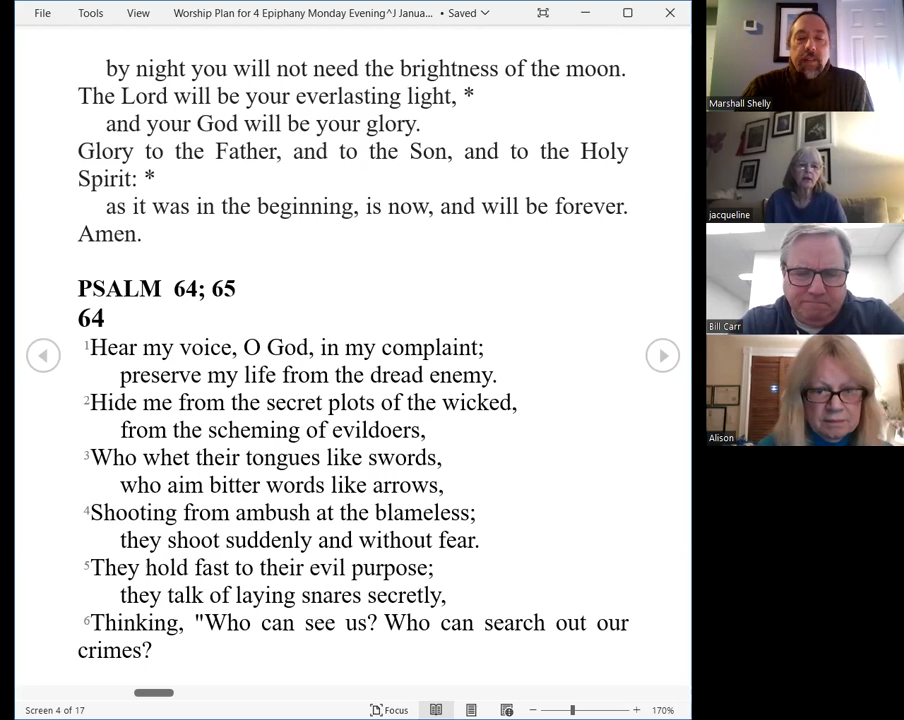 File Tools View Worship Plan for 4 Epiphany Monday Evening^J Janua... • Saved
by night you will not need the brightness of the moon.
The Lord will be your everlasting light, *
and your God will be your glory.
Glory to the Father, and to the Son, and to the Holy
Spirit: *
as it was in the beginning, is now, and will be forever.
Amen.
PSALM 64; 65
64
1Hear my voice, O God, in my complaint;
preserve my life from the dread enemy.
2Hide me from the secret plots of the wicked,
from the scheming of evildoers,
3Who whet their tongues like swords,
who aim bitter words like arrows,
4Shooting from ambush at the blameless;
they shoot suddenly and without fear.
5They hold fast to their evil purpose;
they talk of laying snares secretly,
6Thinking, "Who can see us? Who can search out our
crimes?
Screen 4 of 17 Focus 170%
Marshall Shelly
jacqueline
Bill Carr
Alison